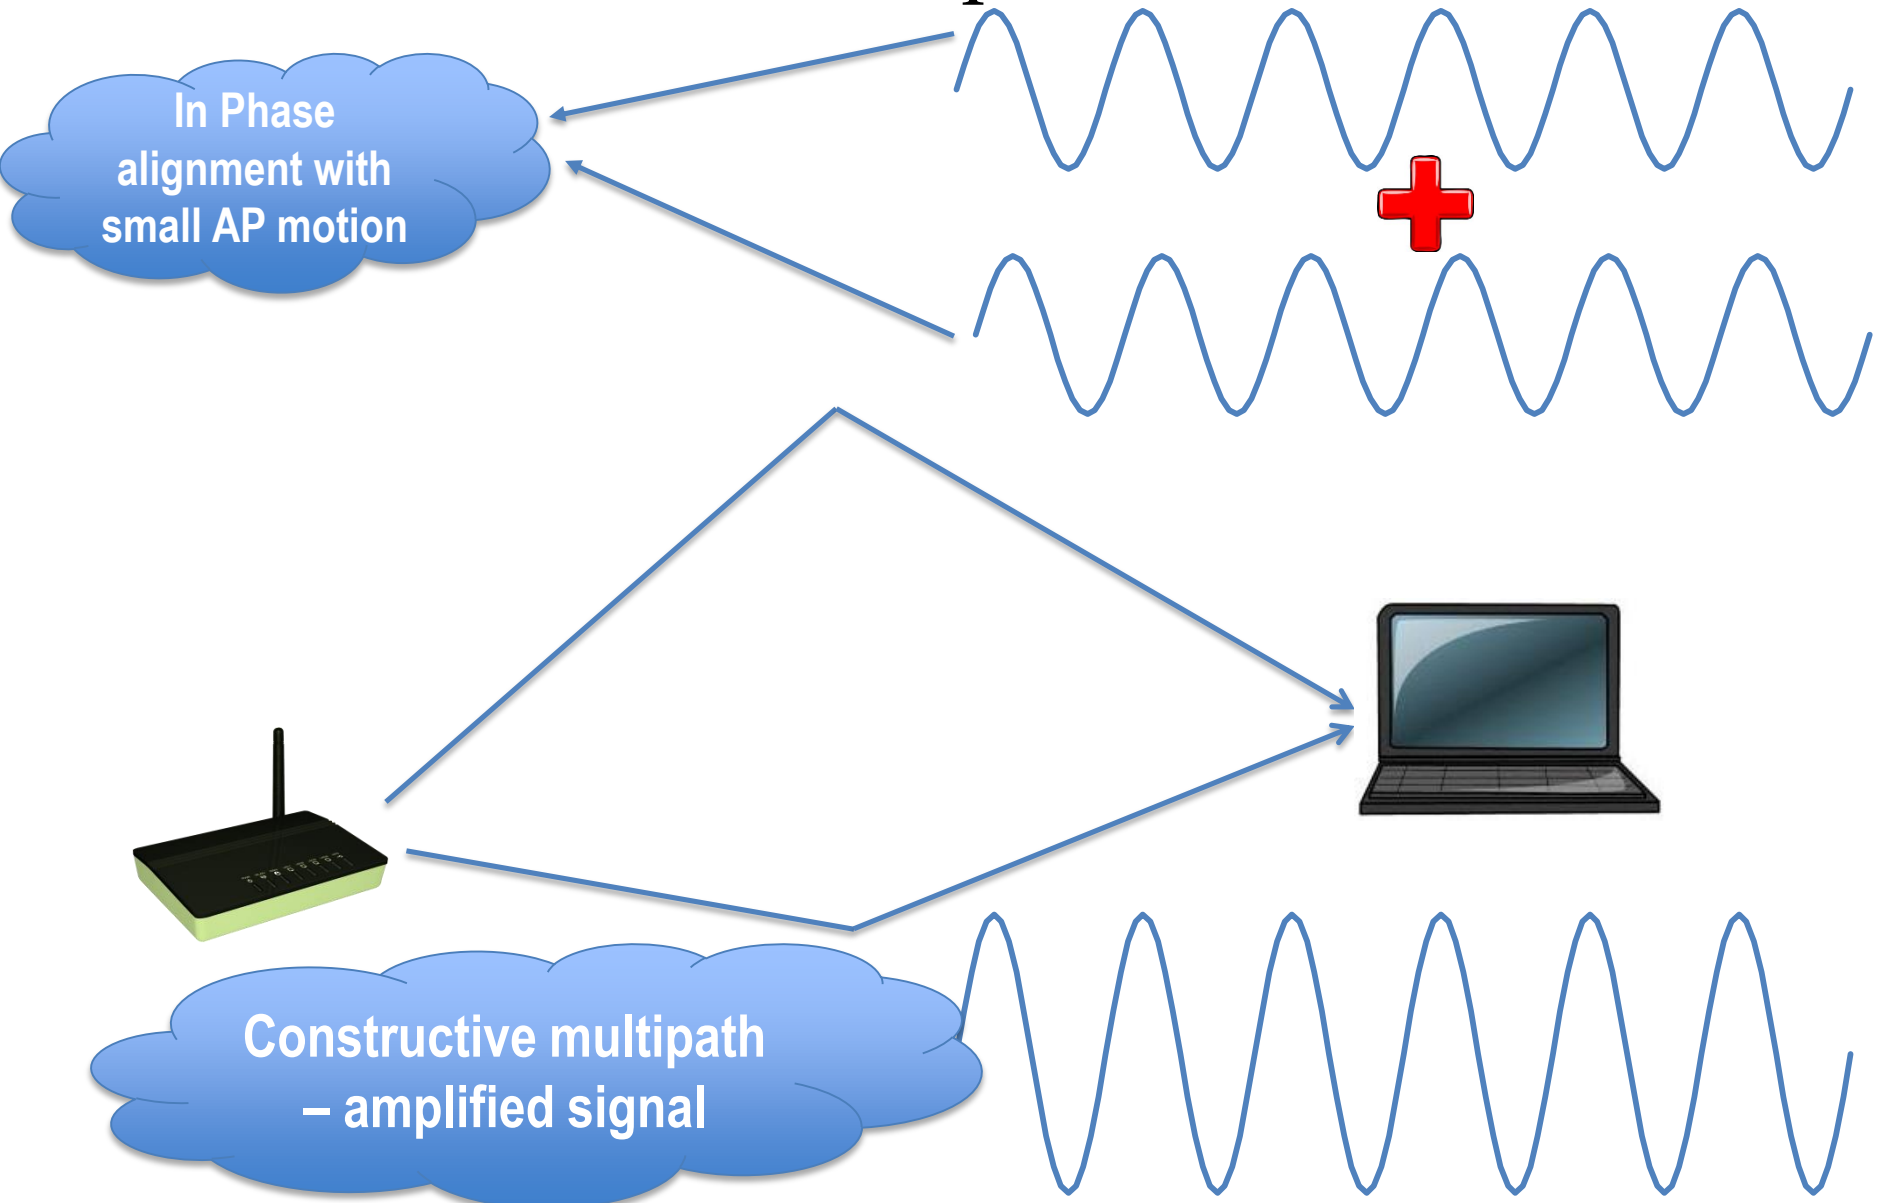 In Phase
alignment with
small AP motion
Constructive multipath
– amplified signal